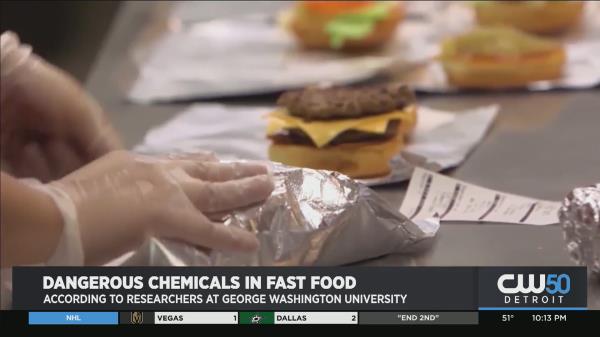 DANGEROUS CHEMICALS IN FAST FOOD
ACCORDING TO RESEARCHERS AT GEORGE WASHINGTON UNIVERSITY
CW50
DETROIT
NHL VEGAS 1 DALLAS 2 "END 2ND" 51° 10:13 PM